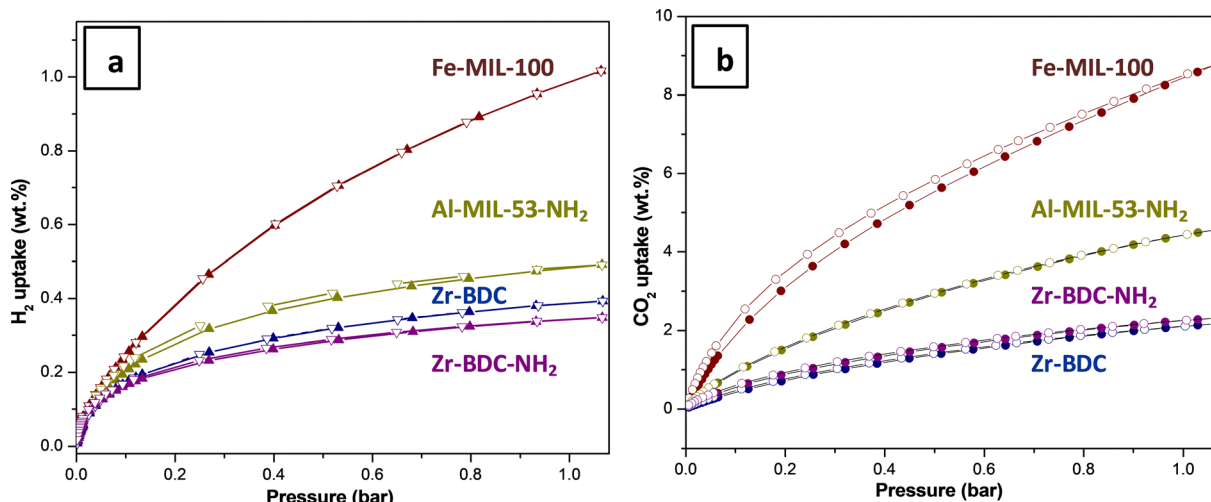 a
Fe-MIL-100
Al-MIL-53-NH₂
Zr-BDC
Zr-BDC-NH₂
H₂ uptake (wt.%)
1.0
0.8
0.6
0.4
0.2
0.0
0.0 0.2 0.4 0.6 0.8 1.0
Pressure (bar)
b
Fe-MIL-100
Al-MIL-53-NH₂
Zr-BDC-NH₂
Zr-BDC
CO₂ uptake (wt.%)
10
8
6
4
2
0
0.0 0.2 0.4 0.6 0.8 1.0
Pressure (bar)